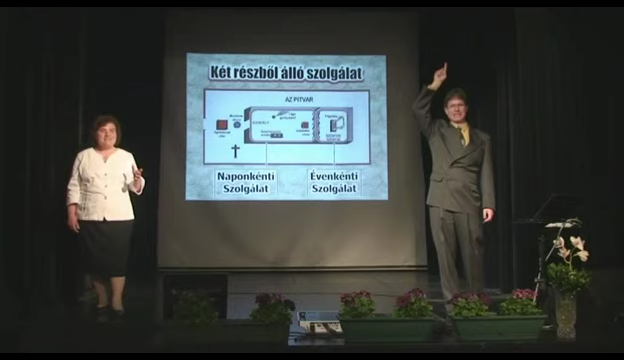 Két részből álló szolgálat
AZ PITVAR
Naponkénti
Szolgálat
Évenkénti
Szolgálat